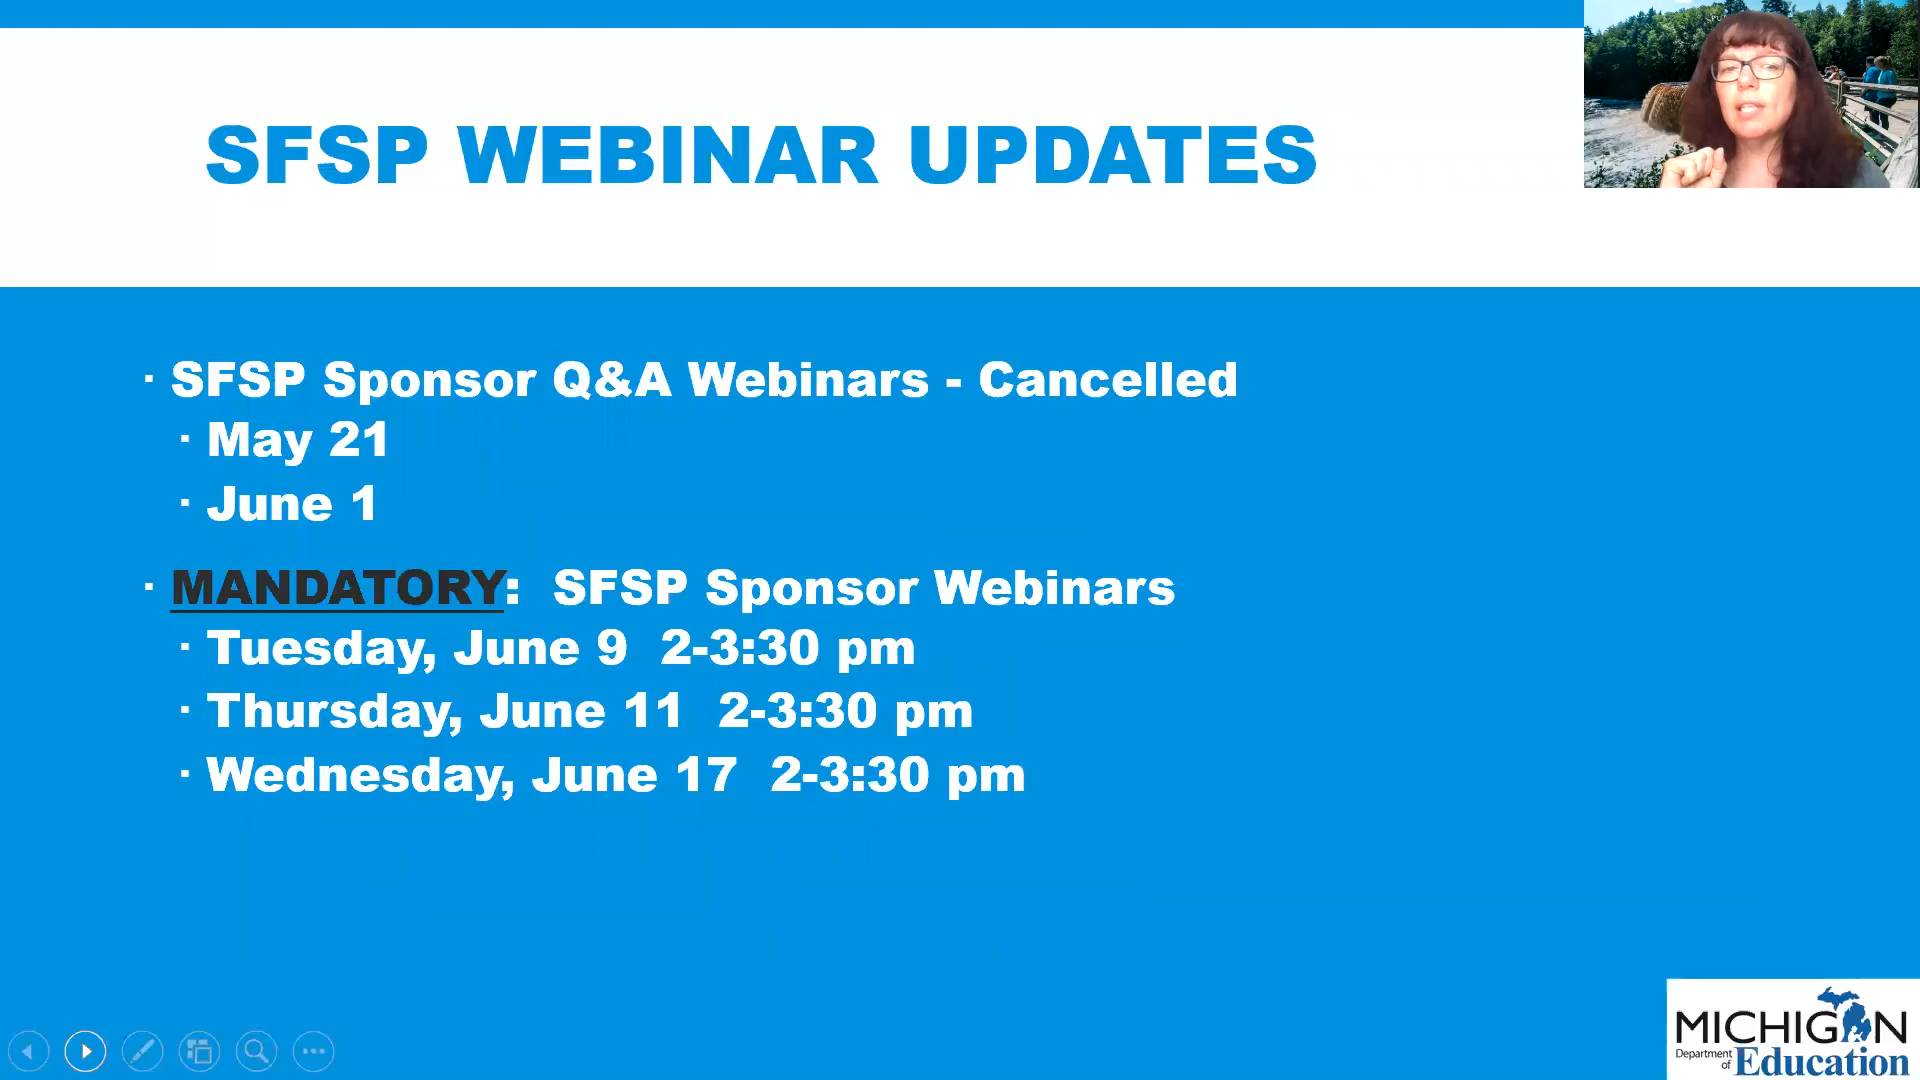 SFSP WEBINAR UPDATES
· SFSP Sponsor Q&A Webinars - Cancelled
· May 21
· June 1
· MANDATORY:  SFSP Sponsor Webinars
· Tuesday, June 9  2-3:30 pm
· Thursday, June 11  2-3:30 pm
· Wednesday, June 17  2-3:30 pm
MICHIGAN
Department of Education